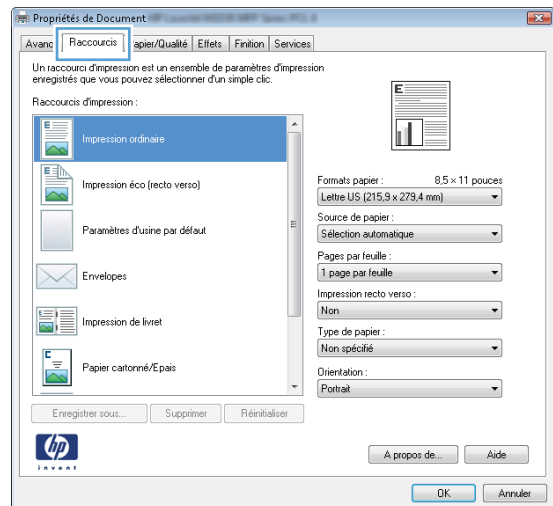 Propriétés de Document
Avanc Raccourcis apier/Qualité Effets Finition Services
Un raccourci d'impression est un ensemble de paramètres d'impression
enregistrés que vous pouvez sélectionner d'un simple clic.
Raccourcis d'impression :
Impression ordinaire
Impression éco (recto verso)
Paramètres d'usine par défaut
Envelopes
Impression de livret
Papier cartonné/Epais
Enregistrer sous... Supprimer Réinitialiser
E
Formats papier : 8,5 × 11 pouces
Lettre US (215,9 x 279,4 mm)
Source de papier :
Sélection automatique
Pages par feuille :
1 page par feuille
Impression recto verso :
Non
Type de papier :
Non spécifié
Orientation :
Portrait
hp
invent
A propos de... Aide
OK Annuler